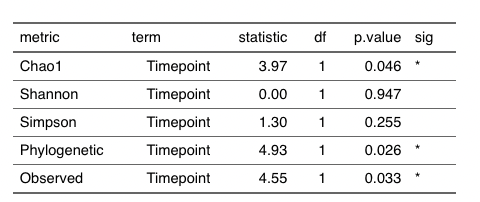 metric term statistic df p.value sig
Chao1 Timepoint 3.97 1 0.046 *
Shannon Timepoint 0.00 1 0.947
Simpson Timepoint 1.30 1 0.255
Phylogenetic Timepoint 4.93 1 0.026 *
Observed Timepoint 4.55 1 0.033 *